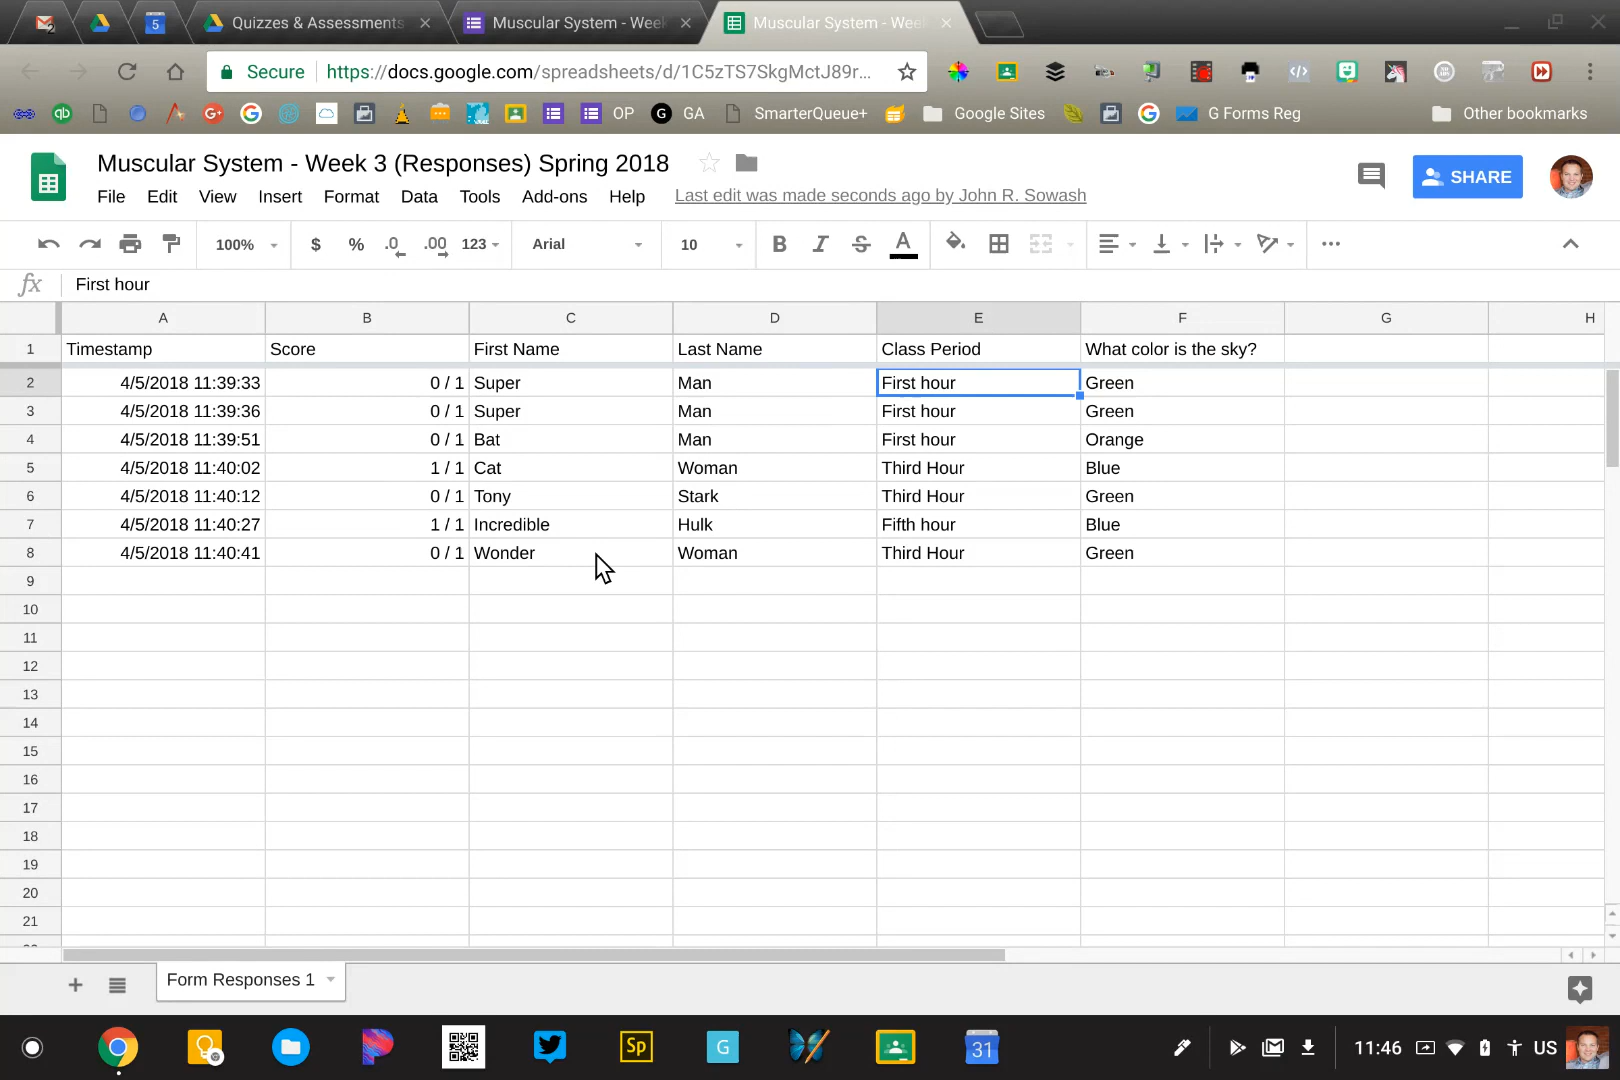 Quizzes & Assessments
Muscular System - Week
Muscular System - Wee
Secure https://docs.google.com/spreadsheets/d/1C5zTS7SkgMctJ89r...
OP GA SmarterQueue+ Google Sites G Forms Reg Other bookmarks
Muscular System - Week 3 (Responses) Spring 2018
SHARE
File Edit View Insert Format Data Tools Add-ons Help Last edit was made seconds ago by John R. Sowash
100% $ % .0 .00 123 Arial 10 B I S A ...
fx First hour
A B C D E F G H
1 Timestamp Score First Name Last Name Class Period What color is the sky?
2 4/5/2018 11:39:33 0 / 1 Super Man First hour Green
3 4/5/2018 11:39:36 0 / 1 Super Man First hour Green
4 4/5/2018 11:39:51 0 / 1 Bat Man First hour Orange
5 4/5/2018 11:40:02 1 / 1 Cat Woman Third Hour Blue
6 4/5/2018 11:40:12 0 / 1 Tony Stark Third Hour Green
7 4/5/2018 11:40:27 1 / 1 Incredible Hulk Fifth hour Blue
8 4/5/2018 11:40:41 0 / 1 Wonder Woman Third Hour Green
9
10
11
12
13
14
15
16
17
18
19
20
21
+ Form Responses 1
Sp G 31 11:46 US